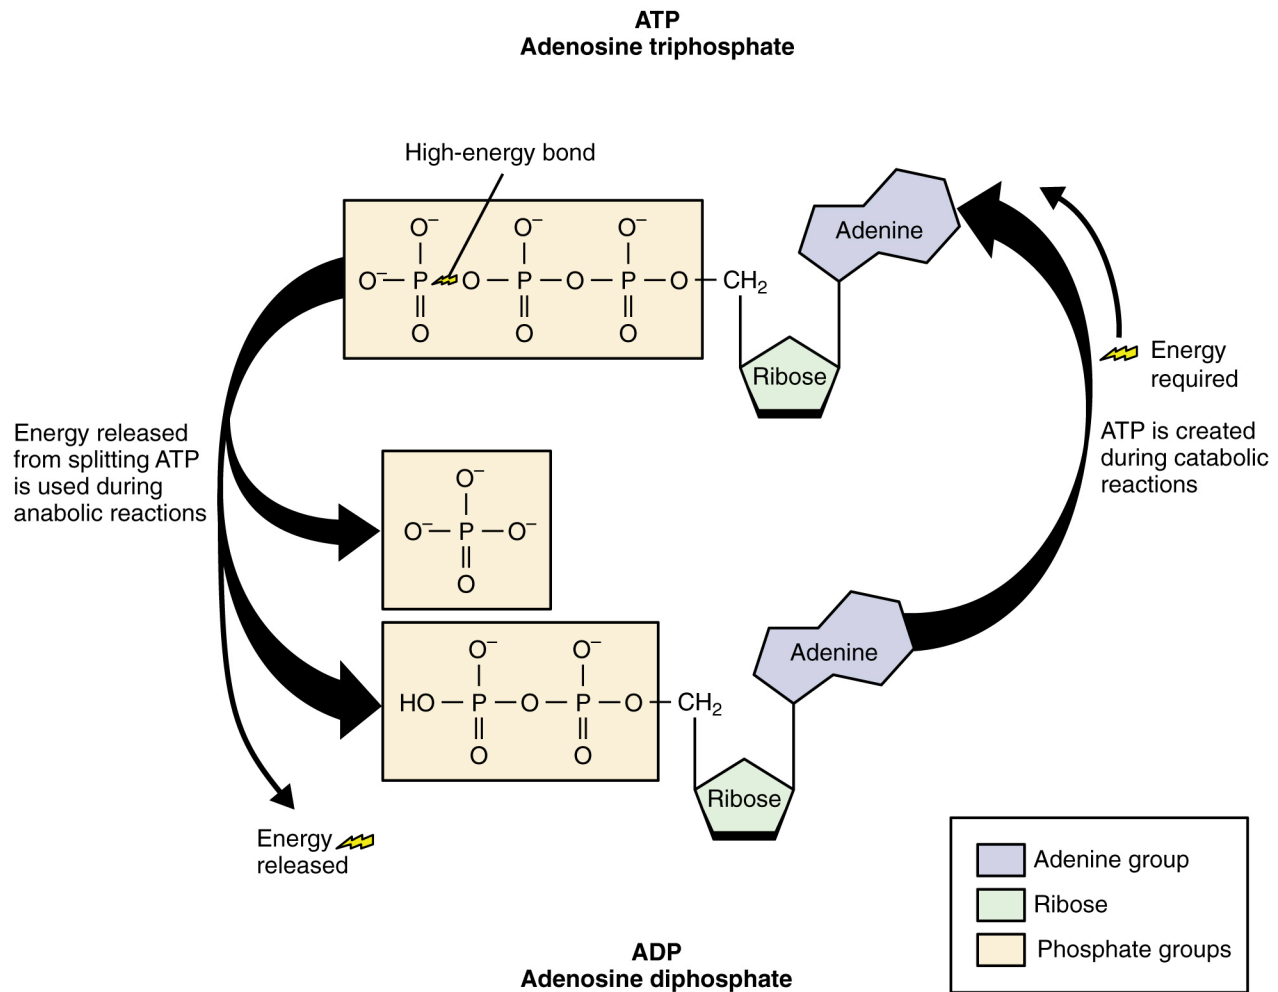 ATP
Adenosine triphosphate
High-energy bond
O⁻ O⁻ O⁻
O⁻ P O P O P O CH₂
O O O
Adenine
Ribose
Energy
required
ATP is created
during catabolic
reactions
Energy released
from splitting ATP
is used during
anabolic reactions
O⁻
O⁻ P O⁻
O
O⁻ O⁻
HO P O P O CH₂
O O
Adenine
Ribose
Energy
released
Adenine group
Ribose
Phosphate groups
ADP
Adenosine diphosphate